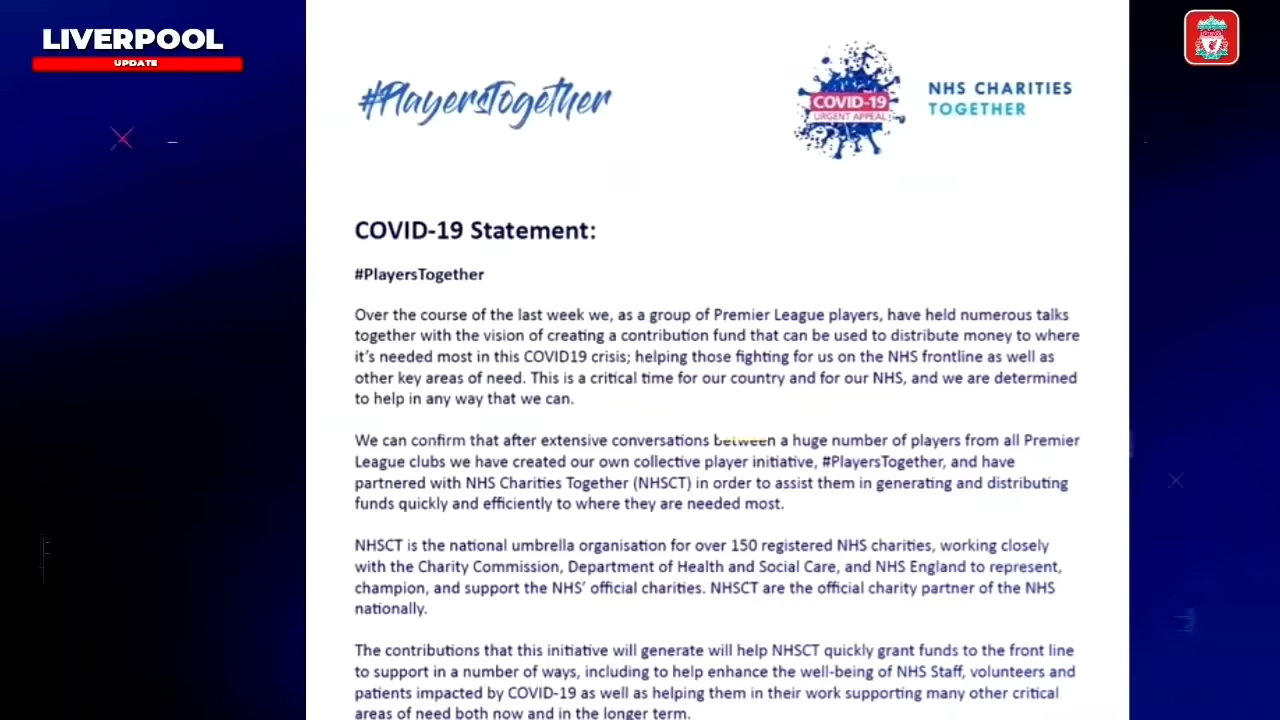 LIVERPOOL
UPDATE
#PlayersTogether
COVID-19
URGENT APPEAL
NHS CHARITIES
TOGETHER
COVID-19 Statement:
#PlayersTogether
Over the course of the last week we, as a group of Premier League players, have held numerous talks
together with the vision of creating a contribution fund that can be used to distribute money to where
it's needed most in this COVID19 crisis; helping those fighting for us on the NHS frontline as well as
other key areas of need. This is a critical time for our country and for our NHS, and we are determined
to help in any way that we can.
We can confirm that after extensive conversations between a huge number of players from all Premier
League clubs we have created our own collective player initiative, #PlayersTogether, and have
partnered with NHS Charities Together (NHSCT) in order to assist them in generating and distributing
funds quickly and efficiently to where they are needed most.
NHSCT is the national umbrella organisation for over 150 registered NHS charities, working closely
with the Charity Commission, Department of Health and Social Care, and NHS England to represent,
champion, and support the NHS' official charities. NHSCT are the official charity partner of the NHS
nationally.
The contributions that this initiative will generate will help NHSCT quickly grant funds to the front line
to support in a number of ways, including to help enhance the well-being of NHS Staff, volunteers and
patients impacted by COVID-19 as well as helping them in their work supporting many other critical
areas of need both now and in the longer term.